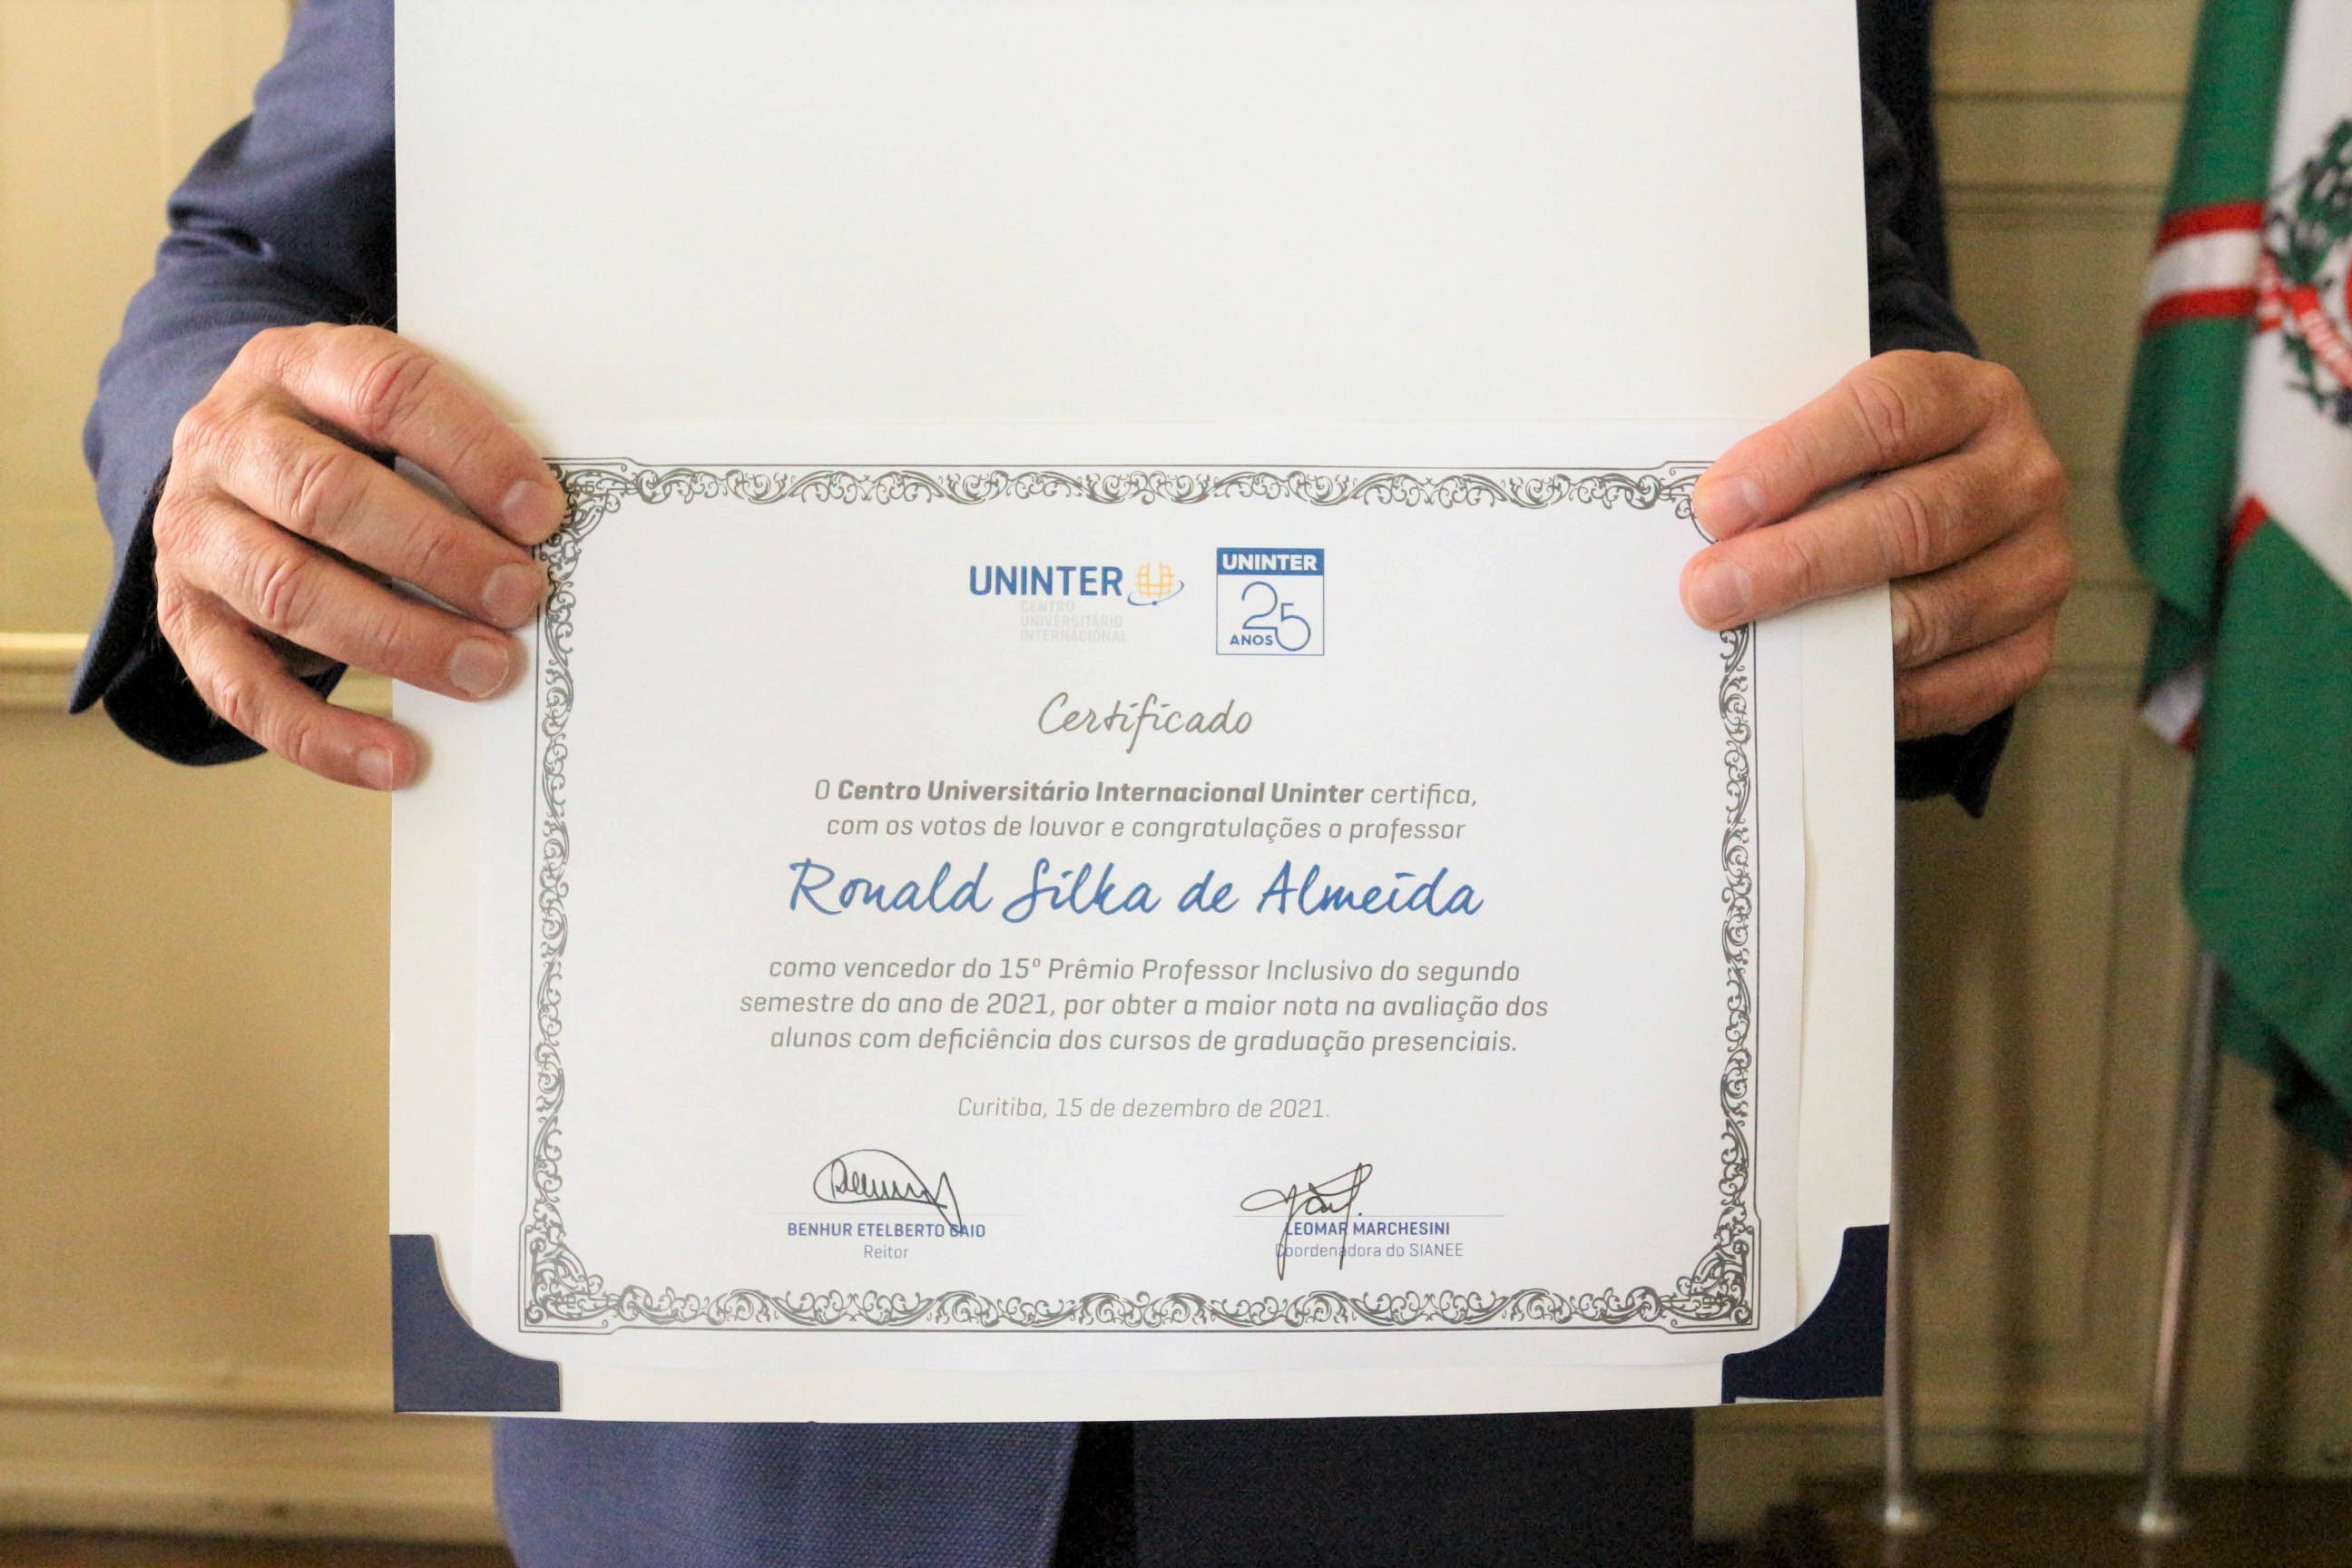 UNINTER
CENTRO
UNIVERSITÁRIO
INTERNACIONAL
UNINTER
25
ANOS
Certificado
O Centro Universitário Internacional Uninter certifica,
com os votos de louvor e congratulações o professor
Ronald Silka de Almeida
como vencedor do 15º Prêmio Professor Inclusivo do segundo
semestre do ano de 2021, por obter a maior nota na avaliação dos
alunos com deficiência dos cursos de graduação presenciais.
Curitiba, 15 de dezembro de 2021.
BENHUR ETELBERTO GAIO
Reitor
LEOMAR MARCHESINI
Coordenadora do SIANEE